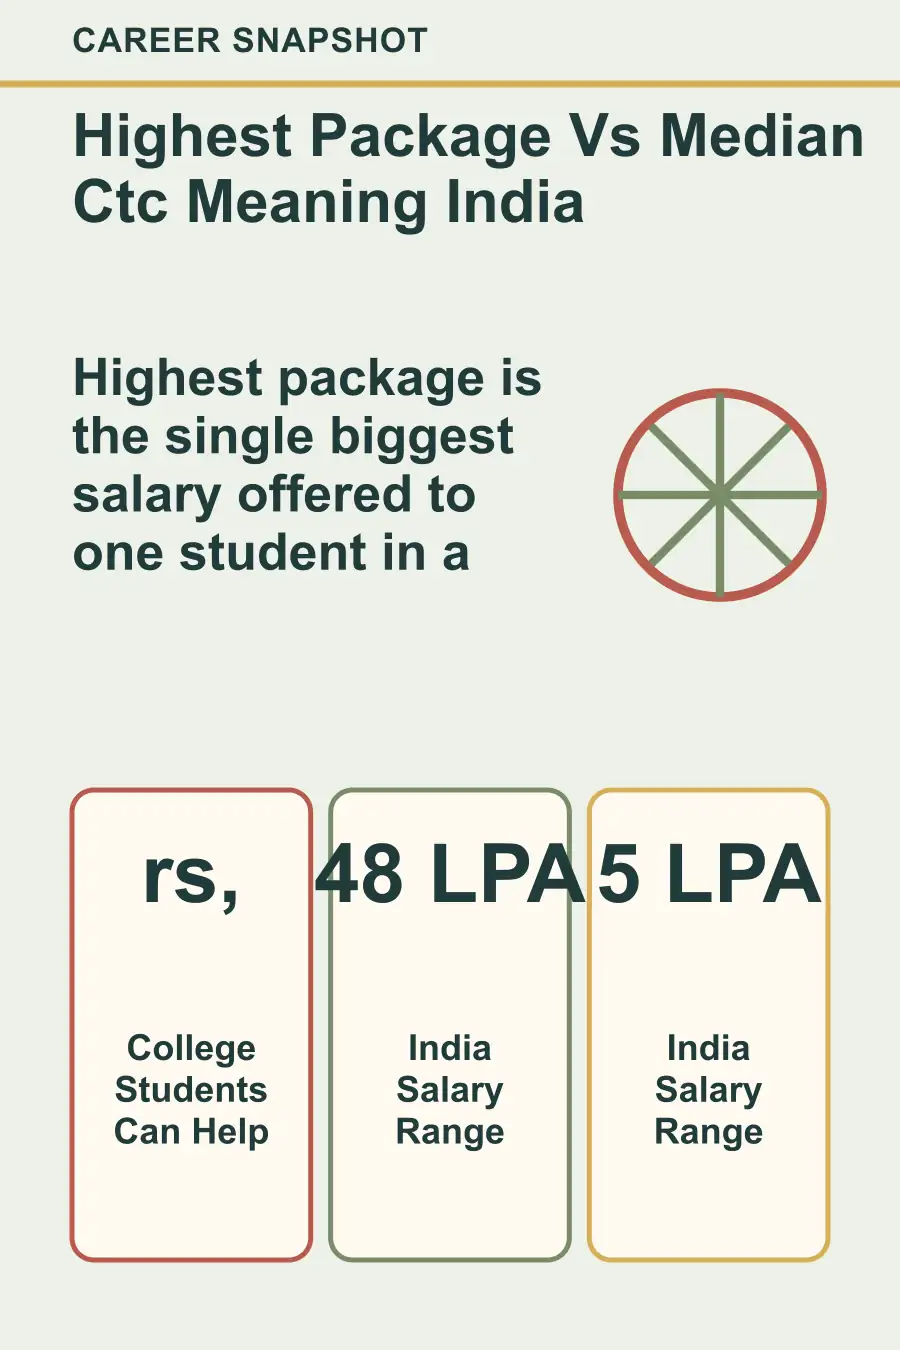 CAREER SNAPSHOT
Highest Package Vs Median
Ctc Meaning India
Highest package is
the single biggest
salary offered to
one student in a
rs,
College
Students
Can Help
48 LPA
India
Salary
Range
5 LPA
India
Salary
Range